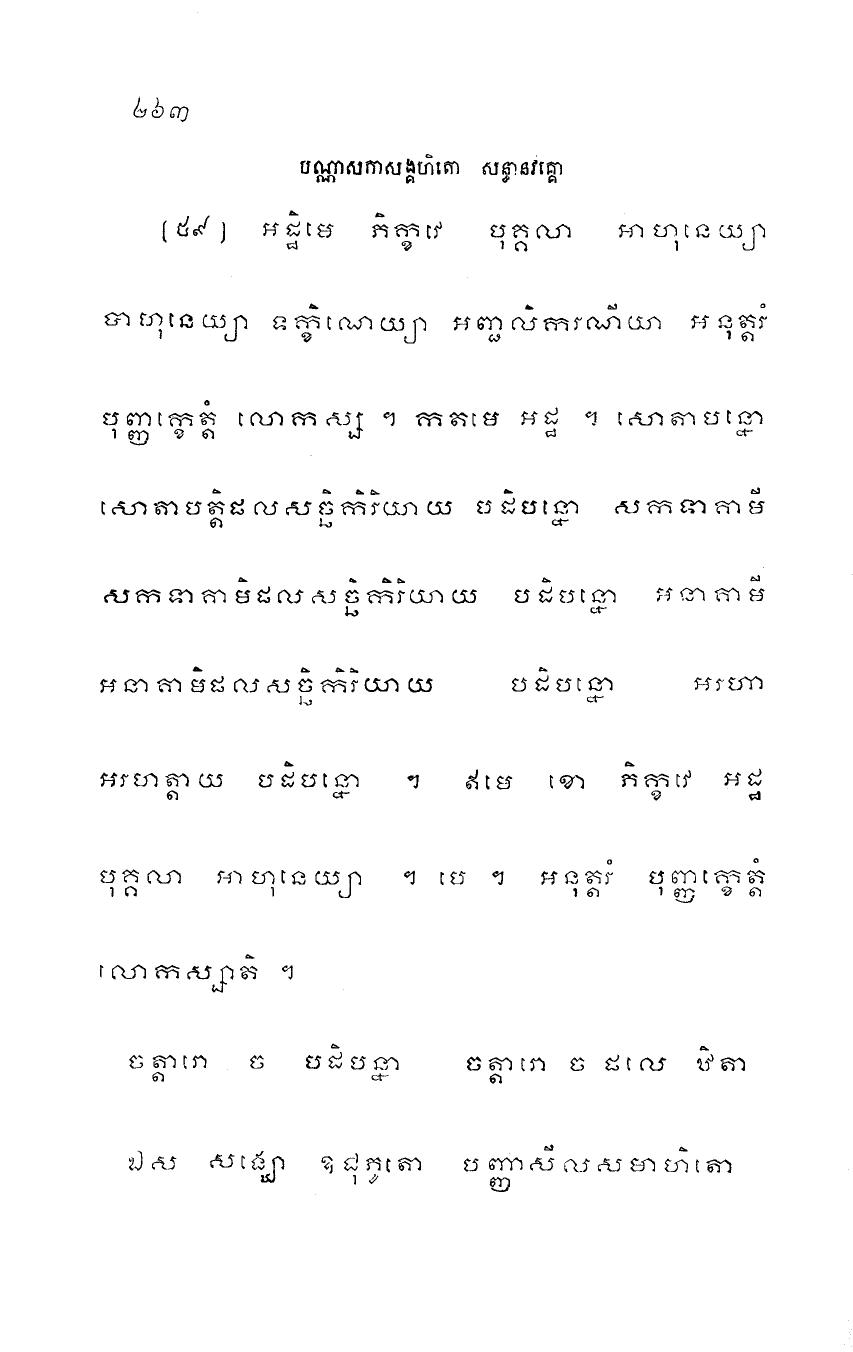 ២៦៣
បណ្ណាសកាសង្គហិតោ សន្ធានវគ្គោ
[៥៩] អដ្ឋិមេ ភិក្ខវេ បុគ្គលា អាហុនេយ្យា
បាហុនេយ្យា ទក្ខិណេយ្យា អញ្ជលិករណីយា អនុត្តរំ
បុញ្ញក្ខេត្តំ លោកស្ស ។ កតមេ អដ្ឋ ។ សោតាបន្នោ
សោតាបត្តិផលសច្ឆិកិរិយាយ បដិបន្នោ សកទាគាមី
សកទាគាមិផលសច្ឆិកិរិយាយ បដិបន្នោ អនាគាមី
អនាគាមិផលសច្ឆិកិរិយាយ បដិបន្នោ អរហា
អរហត្តាយ បដិបន្នោ ។ ឥមេ ខោ ភិក្ខវេ អដ្ឋ
បុគ្គលា អាហុនេយ្យា ។ បេ ។ អនុត្តរំ បុញ្ញក្ខេត្តំ
លោកស្សាតិ ។
ចត្តារោ ច បដិបន្នា ចត្តារោ ច ផលេ ឋិតា
ឯស សង្ឃោ ឧជុភូតោ បញ្ញាសីលសមាហិតោ